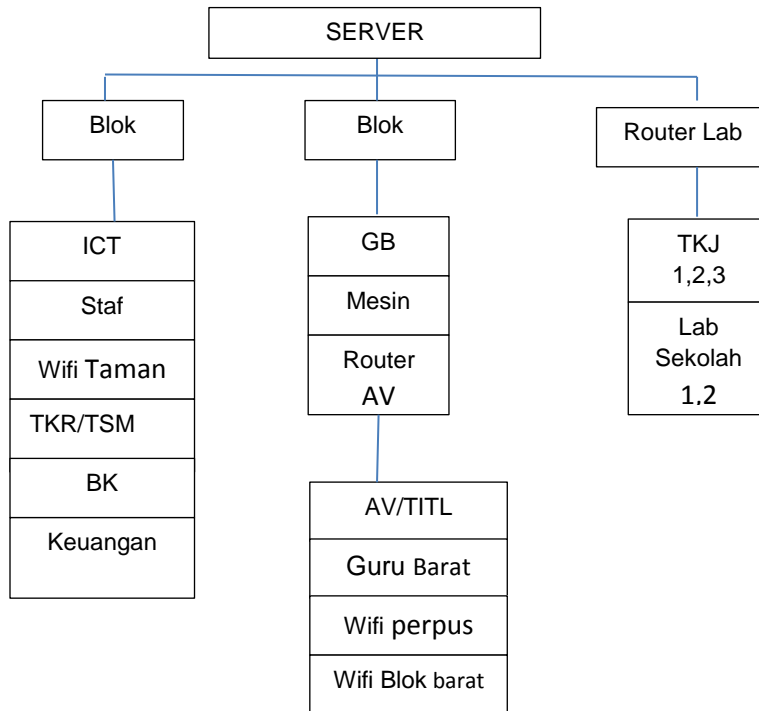 SERVER
Blok
Blok
Router Lab
ICT
Staf
Wifi Taman
TKR/TSM
BK
Keuangan
GB
Mesin
Router
AV
AV/TITL
Guru Barat
Wifi perpus
Wifi Blok barat
TKJ
1,2,3
Lab
Sekolah
1,2